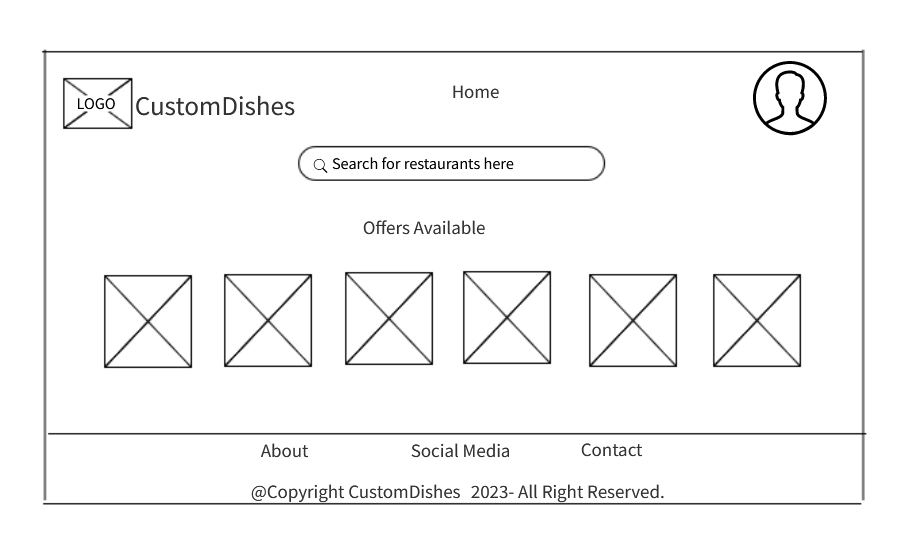 LOGO CustomDishes
Home
Search for restaurants here
Offers Available
About Social Media Contact
@Copyright CustomDishes 2023- All Right Reserved.